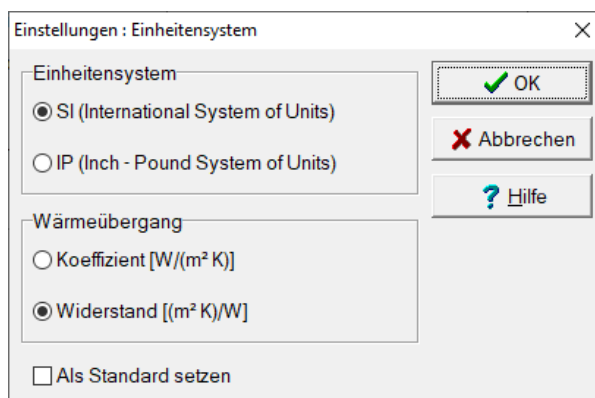 Einstellungen : Einheitensystem
Einheitensystem
SI (International System of Units)
IP (Inch - Pound System of Units)
OK
Abbrechen
Hilfe
Wärmeübergang
Koeffizient [W/(m² K)]
Widerstand [(m² K)/W]
Als Standard setzen